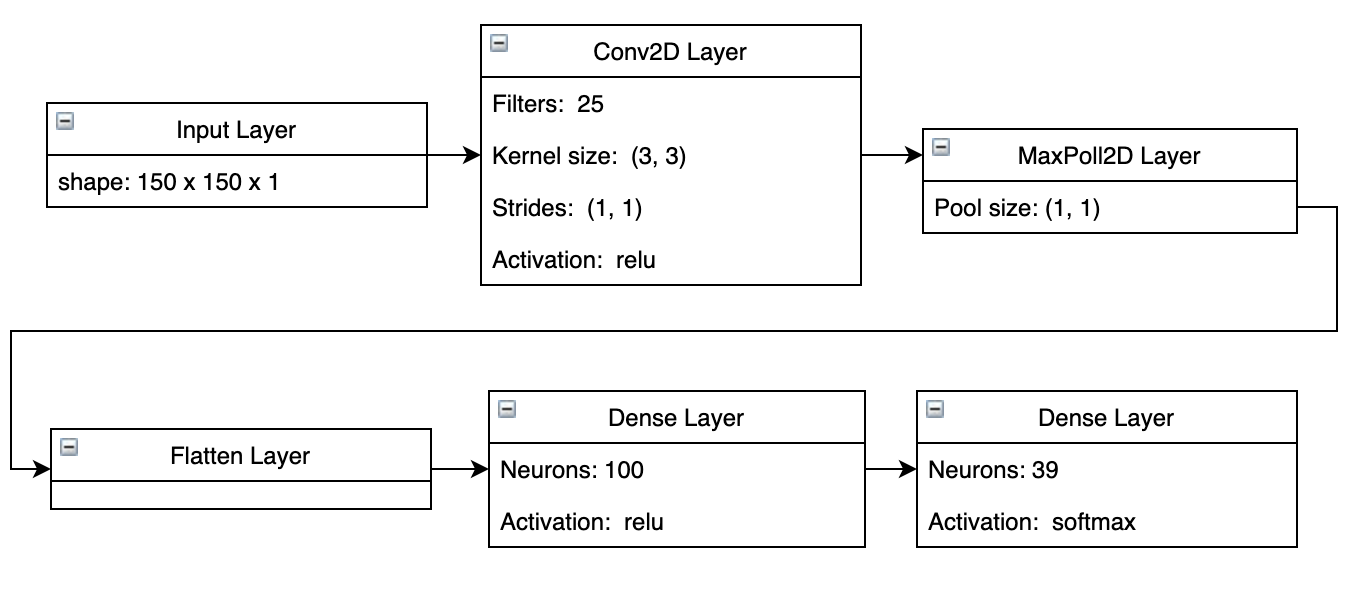 Input Layer
shape: 150 x 150 x 1
Conv2D Layer
Filters:  25
Kernel size:  (3, 3)
Strides:  (1, 1)
Activation:  relu
MaxPoll2D Layer
Pool size: (1, 1)
Flatten Layer
Dense Layer
Neurons: 100
Activation:  relu
Dense Layer
Neurons: 39
Activation:  softmax